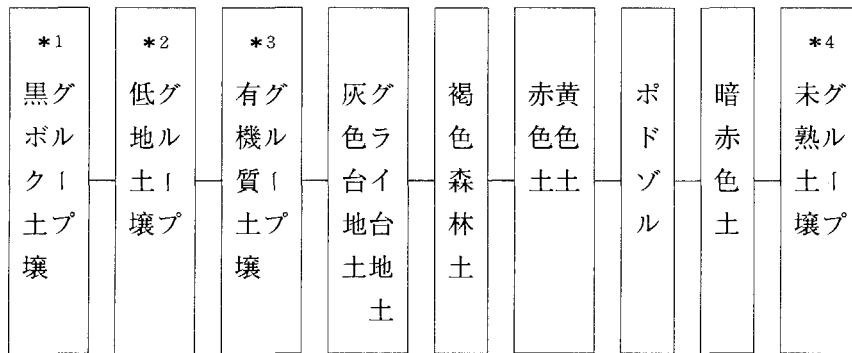 *1
黒ボク土壌
グループ
*2
低地土壌
グループ
*3
有機質土壌
グループ
灰色台地土
グライ台地土
褐色森林土
赤色土
黄色土
ポドゾル
暗赤色土
*4
未熟土壌
グループ